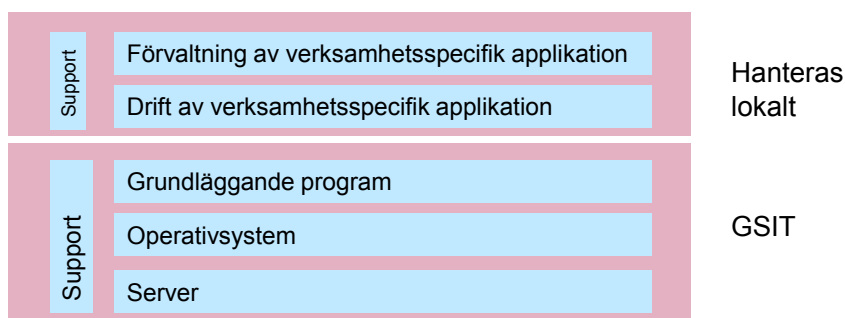 Support
Förvaltning av verksamhetsspecifik applikation
Drift av verksamhetsspecifik applikation
Hanteras
lokalt
Support
Grundläggande program
Operativsystem
Server
GSIT